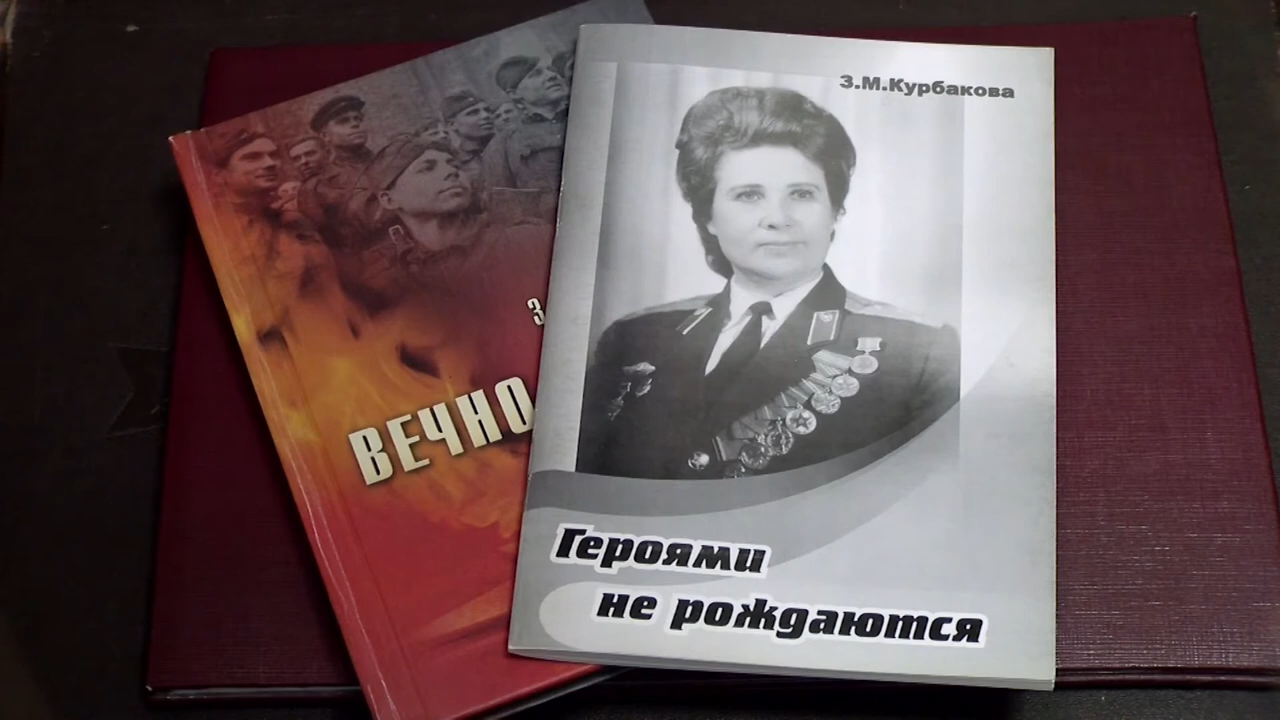 З.М.Курбакова
Героями
не рождаются
З
ВЕЧНО